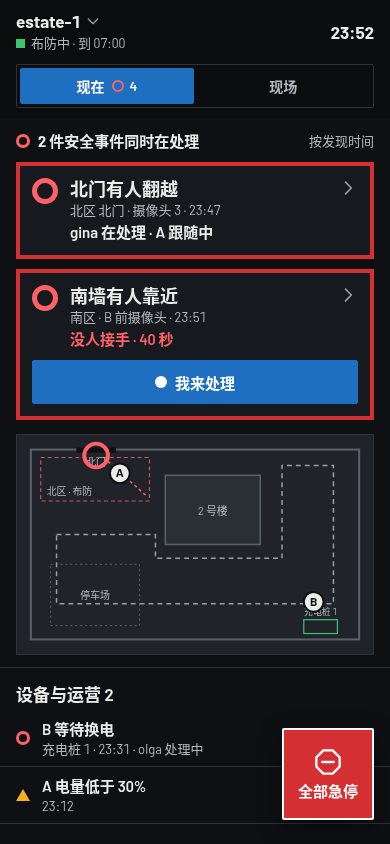 estate-1
布防中 · 到 07:00
23:52
现在 4
现场
2 件安全事件同时在处理
按发现时间
北门有人翻越
北区 北门 · 摄像头 3 · 23:47
gina 在处理 · A 跟随中
南墙有人靠近
南区 · B 前摄像头 · 23:51
没人接手 · 40 秒
我来处理
北门
A
北区 · 布防
2 号楼
停车场
B
充电桩 1
设备与运营 2
B 等待换电
充电桩 1 · 23:31 · olga 处理中
A 电量低于 30%
23:12
全部急停